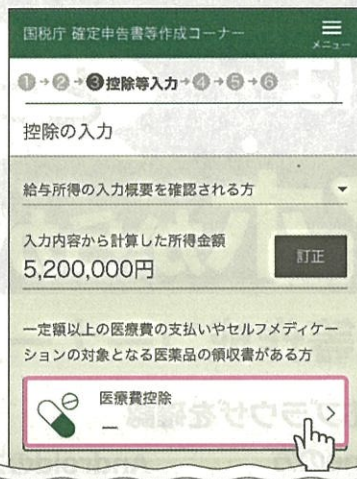 国税庁 確定申告書等作成コーナー
メニュー
❶→❷→❸控除等入力→❹→❺→❻
控除の入力
給与所得の入力概要を確認される方
入力内容から計算した所得金額
5,200,000円
訂正
一定額以上の医療費の支払いやセルフメディケー
ションの対象となる医薬品の領収書がある方
医療費控除
―